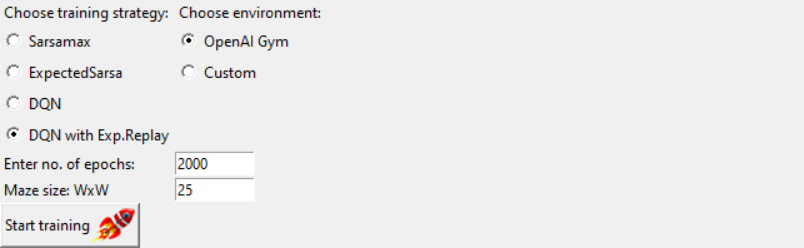 Choose training strategy: Choose environment:
Sarsamax OpenAI Gym
ExpectedSarsa Custom
DQN
DQN with Exp.Replay
Enter no. of epochs: 2000
Maze size: WxW 25
Start training